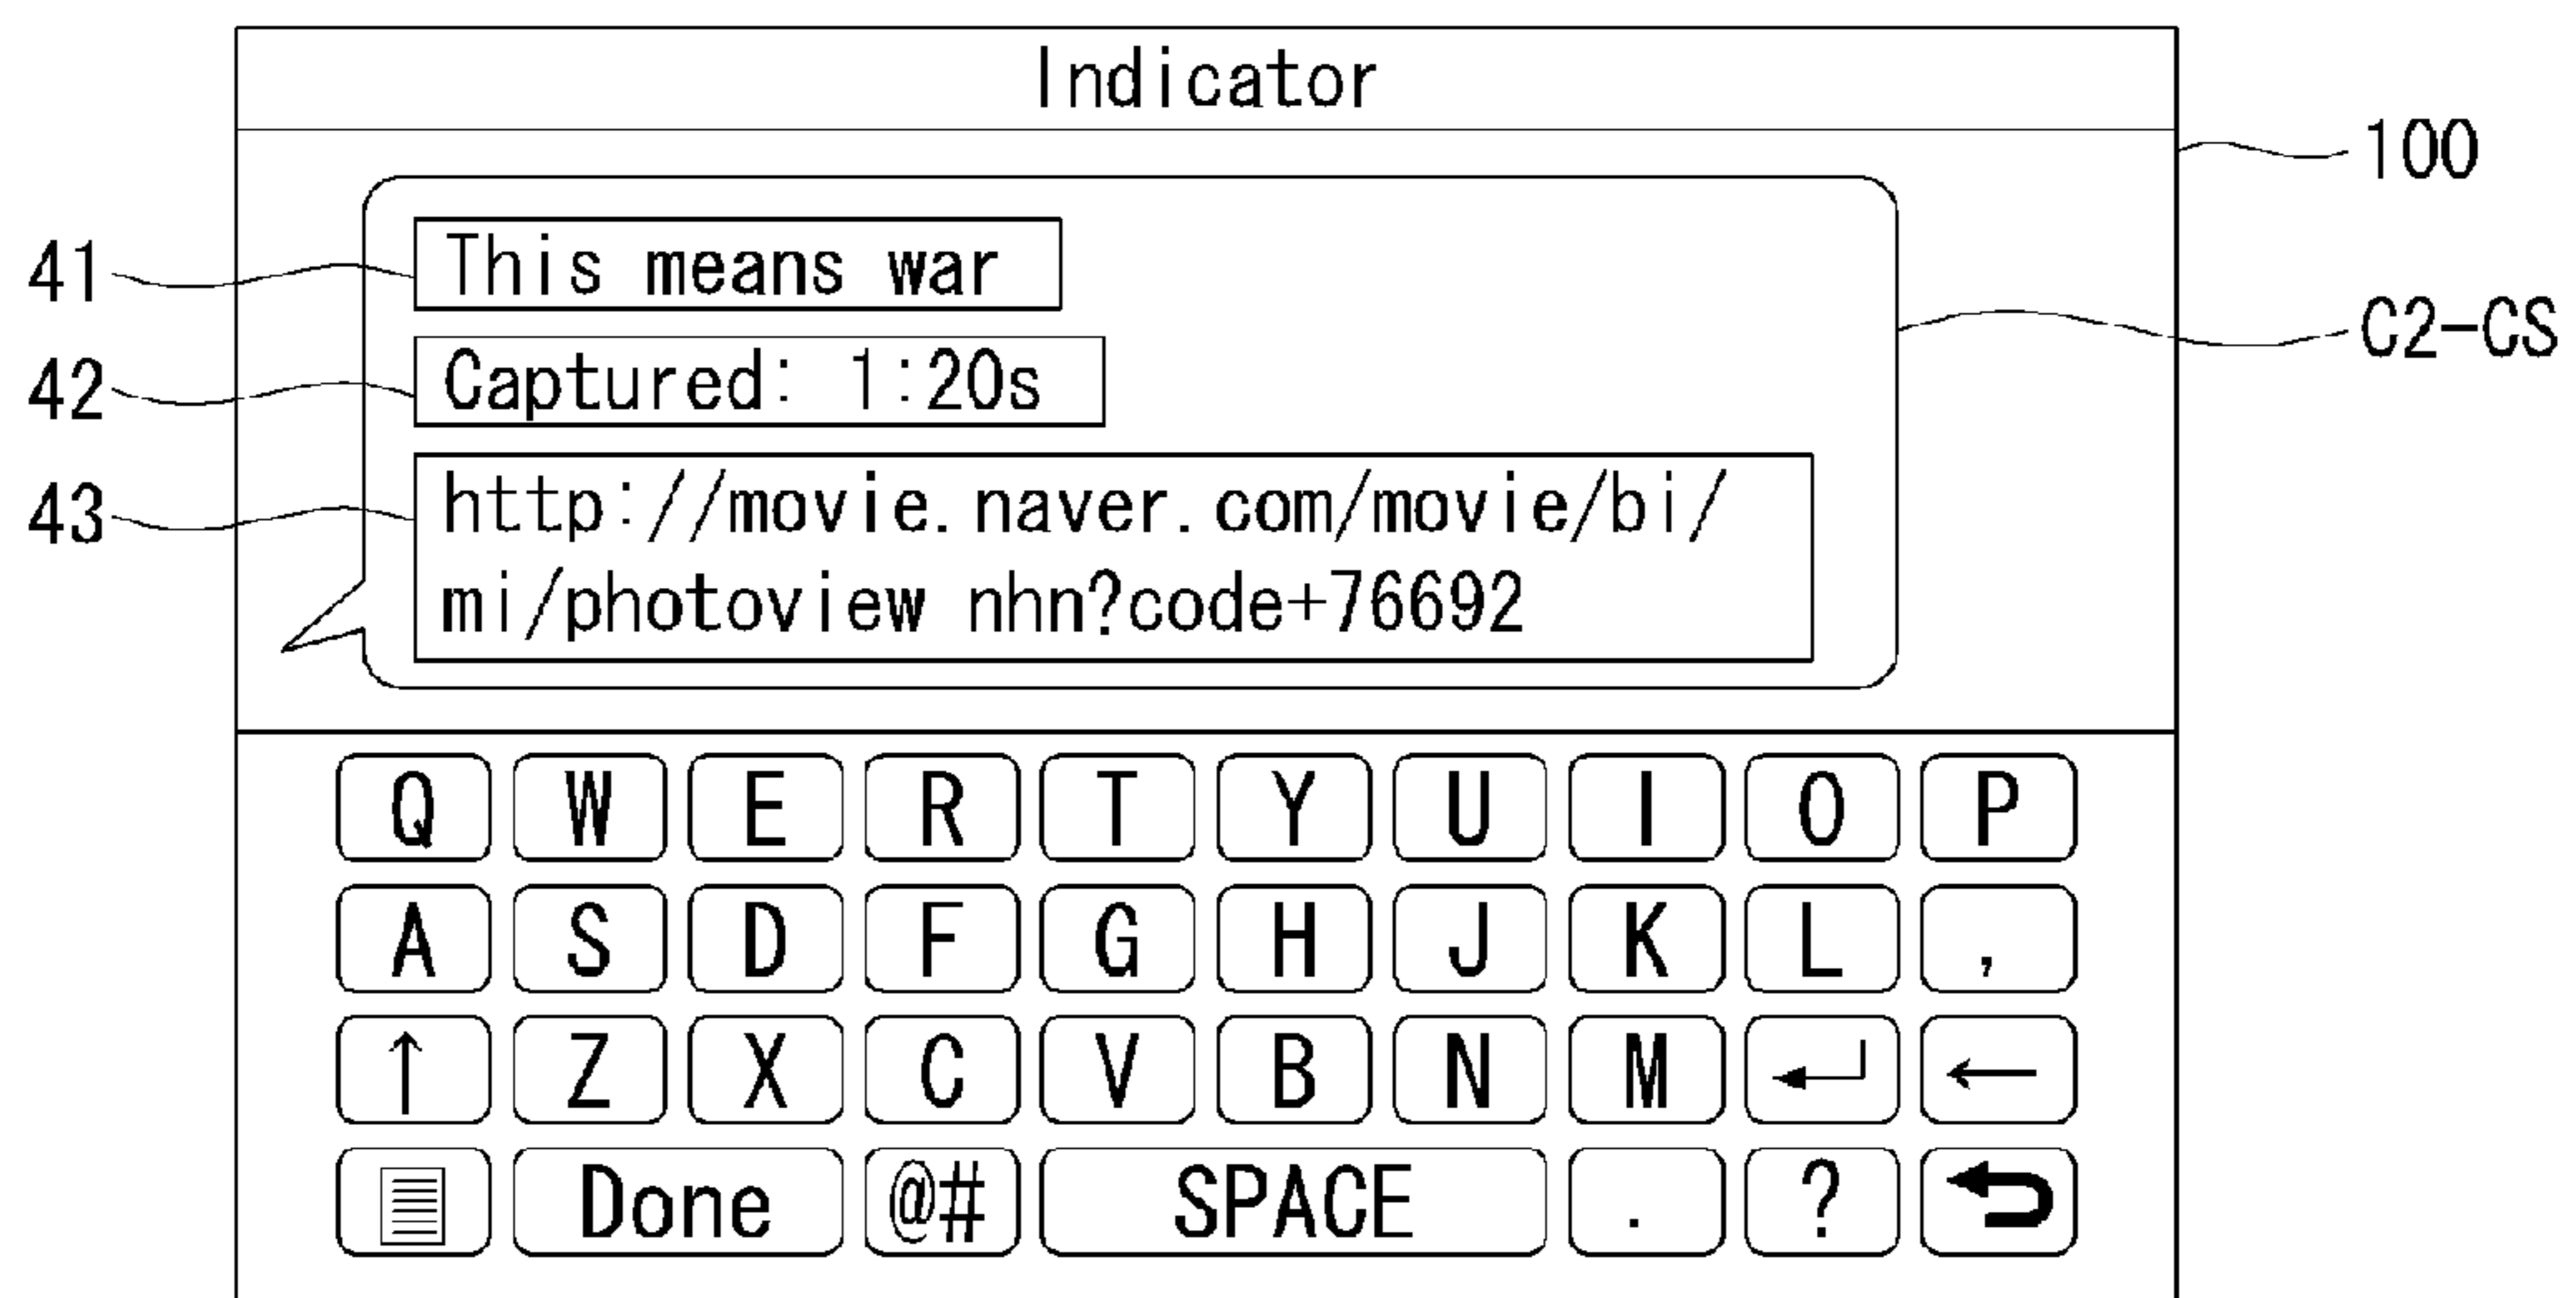 Indicator
100
41 This means war
C2-CS
42 Captured: 1:20s
43 http://movie.naver.com/movie/bi/
mi/photoview nhn?code+76692
Q W E R T Y U I O P
A S D F G H J K L ,
↑ Z X C V B N M ↵ ←
Done @# SPACE . ?